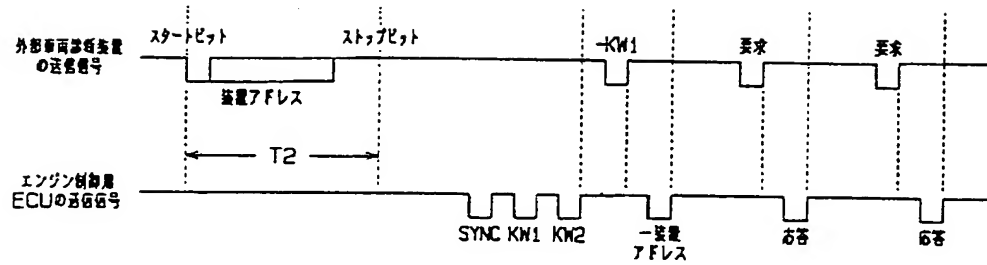 外部車両診断装置
の送信信号
スタートビット
ストップビット
-KW1
要求
要求
装置アドレス
T2
エンジン制御用
ECUの送信信号
SYNC KW1 KW2
一装置
アドレス
応答
応答